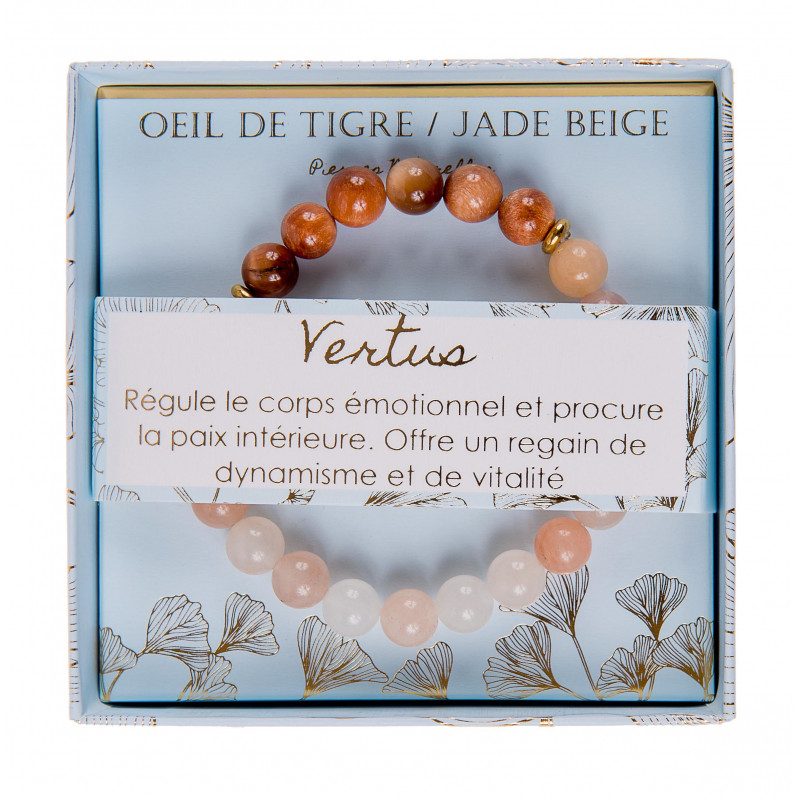 OEIL DE TIGRE / JADE BEIGE
Vertus
Régule le corps émotionnel et procure
la paix intérieure. Offre un regain de
dynamisme et de vitalité